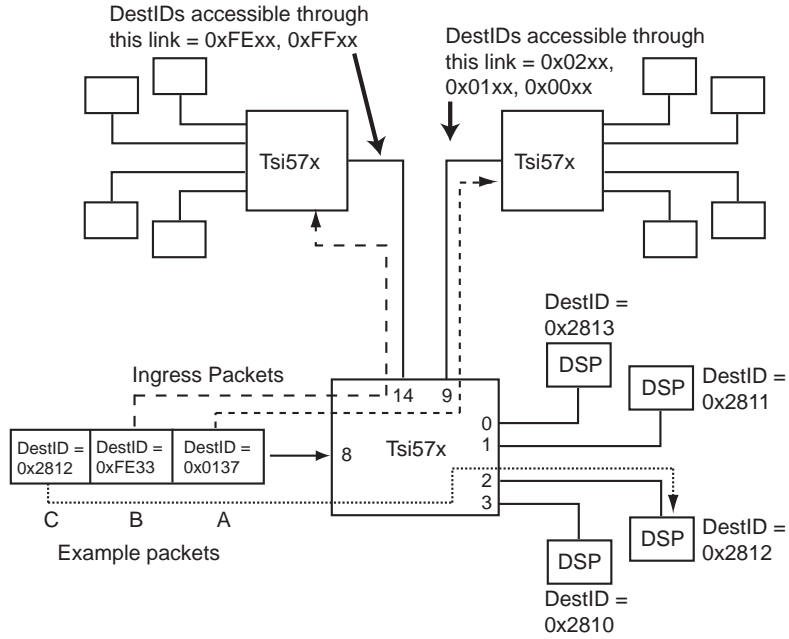 DestIDs accessible through
this link = 0xFExx, 0xFFxx
DestIDs accessible through
this link = 0x02xx,
0x01xx, 0x00xx
Tsi57x
Tsi57x
DestID =
0x2813
Ingress Packets
14
9
DSP
DSP
DestID =
0x2811
0
1
DestID =
0x2812
DestID =
0xFE33
DestID =
0x0137
8
Tsi57x
2
3
C
B
A
Example packets
DSP
DestID =
0x2812
DSP
DestID =
0x2810